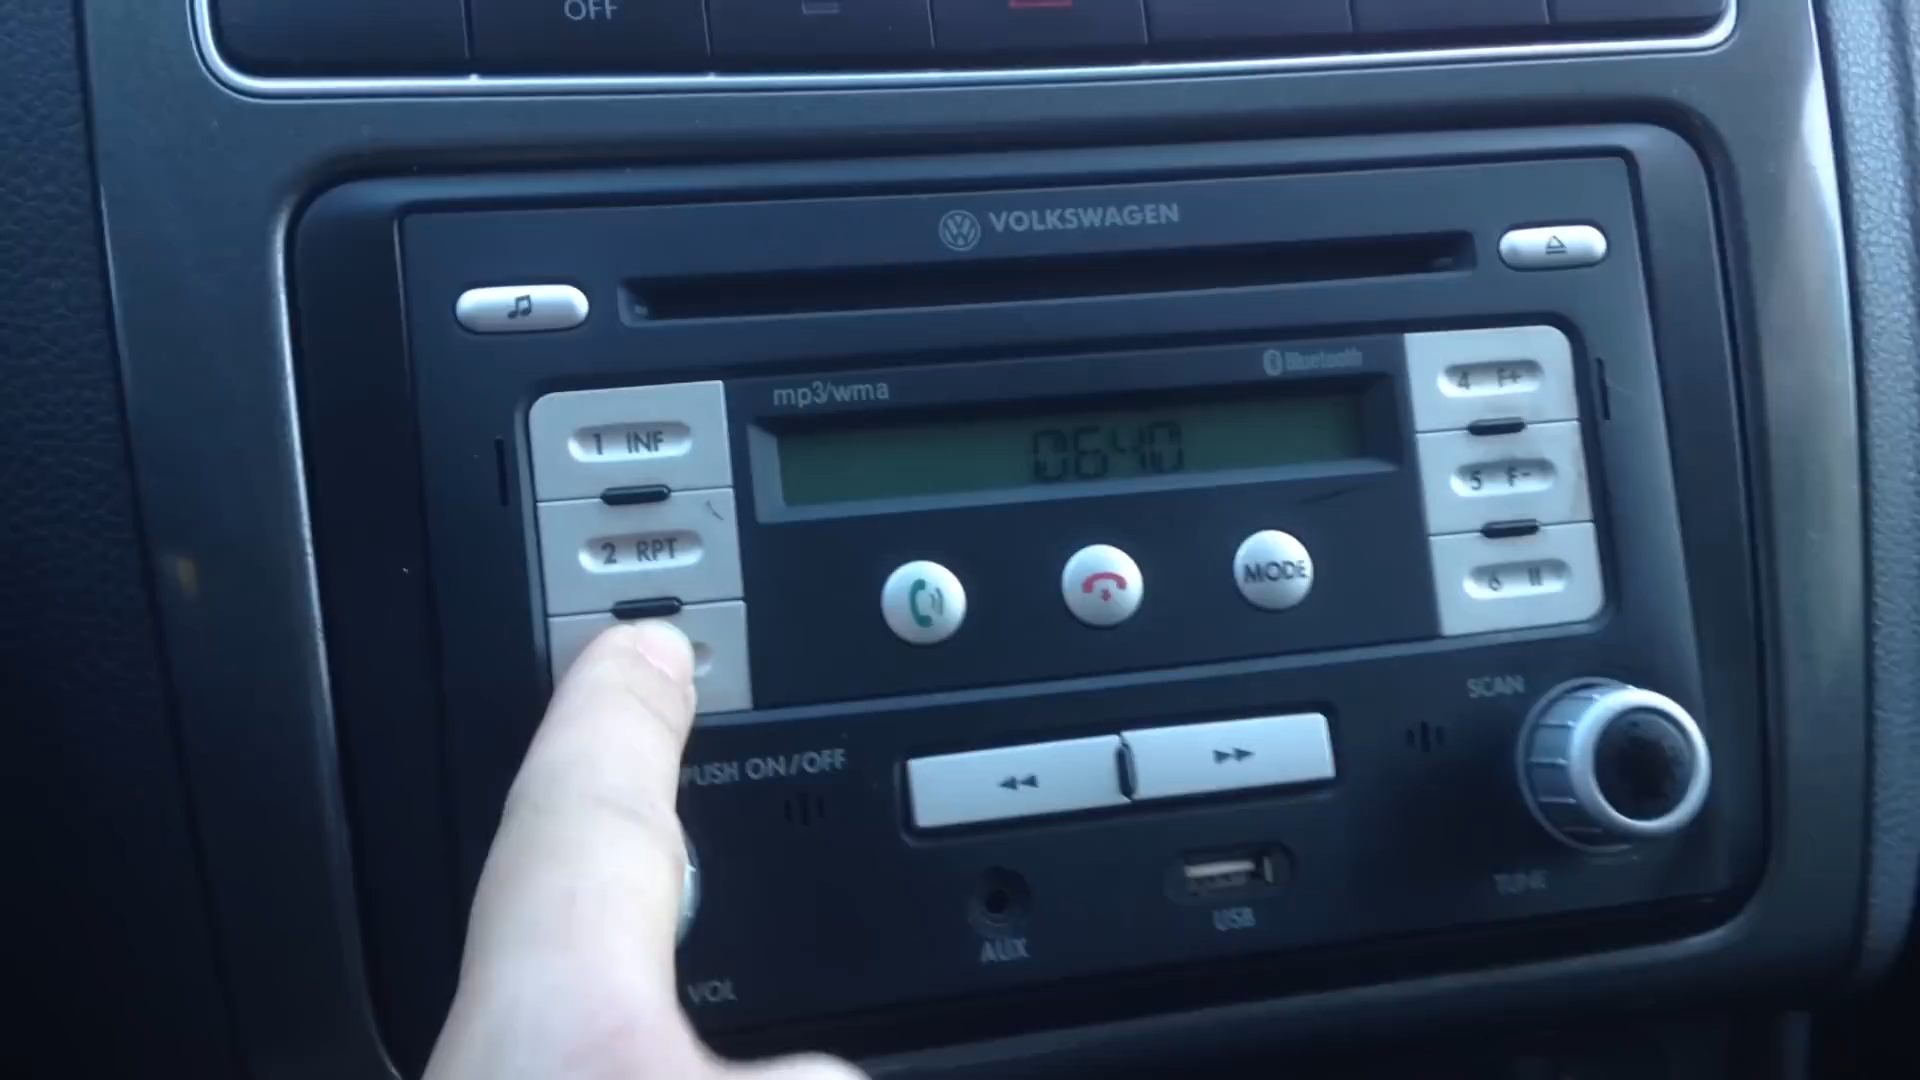 OFF
VOLKSWAGEN
mp3/wma
Bluetooth
1 INF
0640
4 F+
2 RPT
5 F-
MODE
6
SCAN
PUSH ON/OFF
TUNE
USB
AUX
VOL